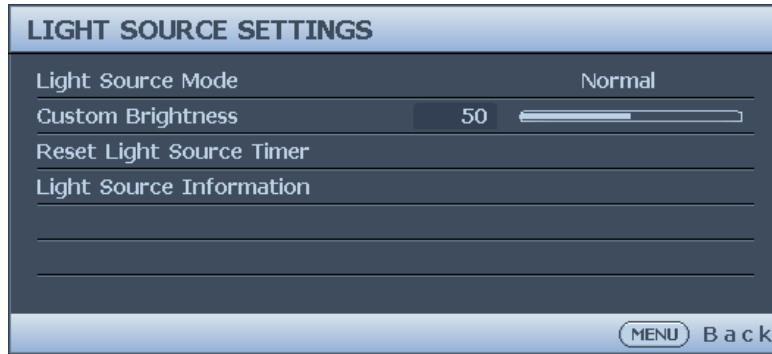 LIGHT SOURCE SETTINGS
Light Source Mode Normal
Custom Brightness 50
Reset Light Source Timer
Light Source Information
MENU Back